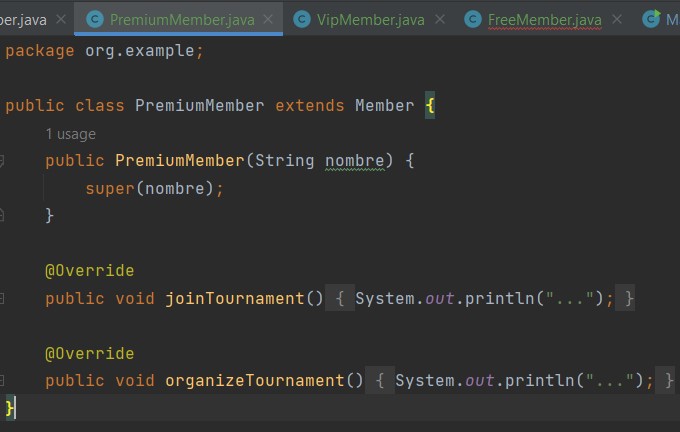 ber.java PremiumMember.java VipMember.java FreeMember.java M
package org.example;
public class PremiumMember extends Member {
1 usage
public PremiumMember(String nombre) {
super(nombre);
}
@Override
public void joinTournament() { System.out.println("..."); }
@Override
public void organizeTournament() { System.out.println("..."); }
}